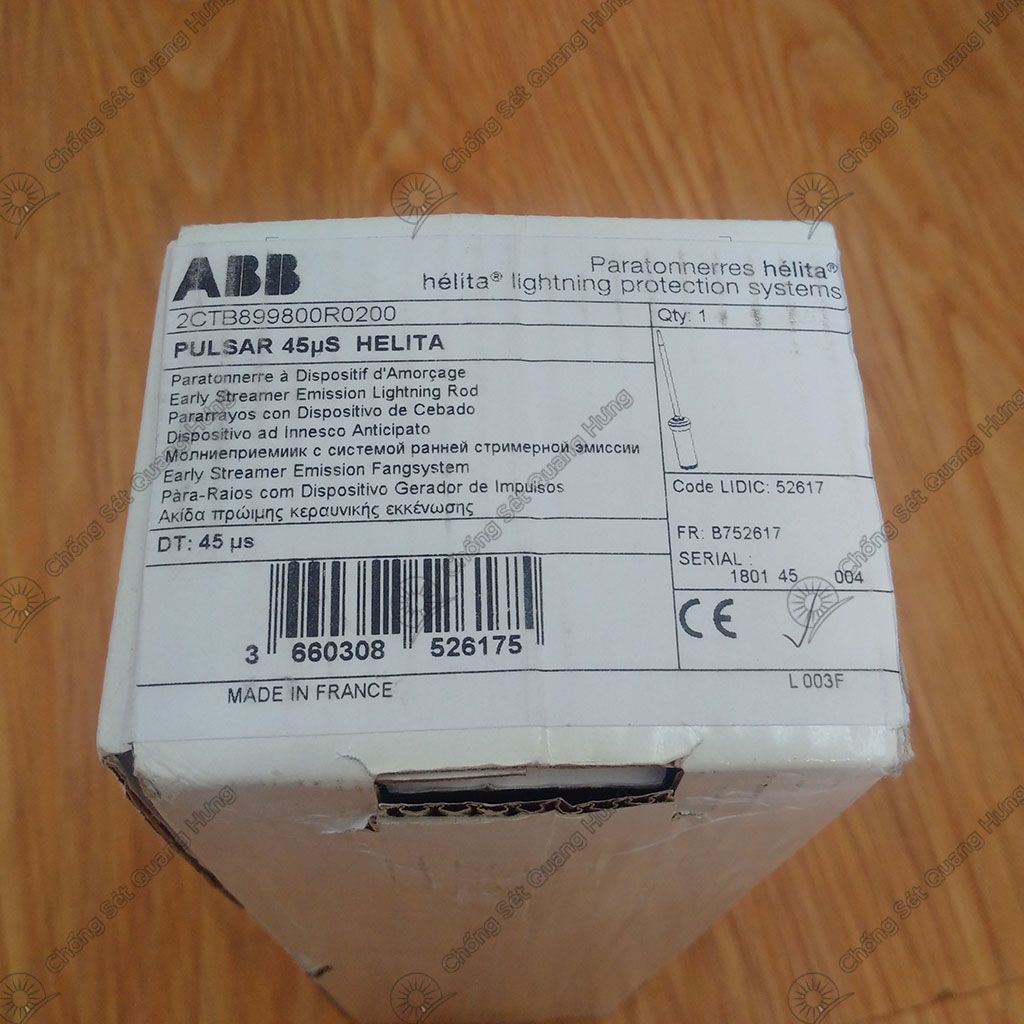 ABB
Paratonnerres hélita®
hélita® lightning protection systems
2CTB899800R0200
Qty: 1
PULSAR 45µS HELITA
Paratonnerre à Dispositif d'Amorçage
Early Streamer Emission Lightning Rod
Pararrayos con Dispositivo de Cebado
Dispositivo ad Innesco Anticipato
Молниеприемиик с системой ранней стримерной эмиссии
Early Streamer Emission Fangsystem
Pàra-Raios com Dispositivo Gerador de Impulsos
Ακίδα πρώιμης κεραυνικής εκκένωσης
Code LIDIC: 52617
FR: B752617
SERIAL :
1801 45 004
DT: 45 µs
CE
3 660308 526175
MADE IN FRANCE
L 003F
Chống Sét Quang Hưng